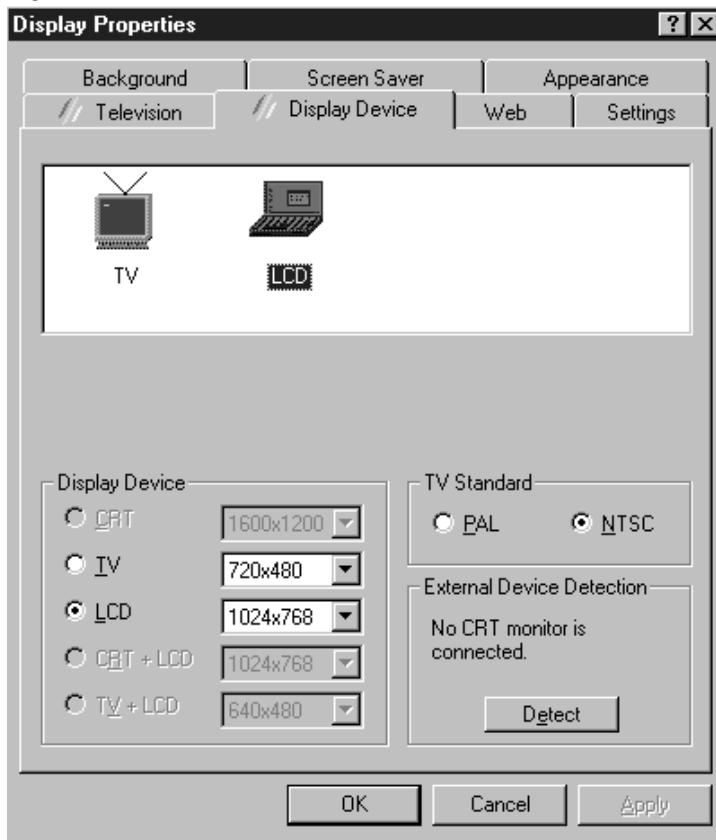 Display Properties
Background Screen Saver Appearance
Television Display Device Web Settings
TV LCD
Display Device
CRT 1600x1200
TV 720x480
LCD 1024x768
CRT + LCD 1024x768
TV + LCD 640x480
TV Standard
PAL NTSC
External Device Detection
No CRT monitor is
connected.
Detect
OK Cancel Apply